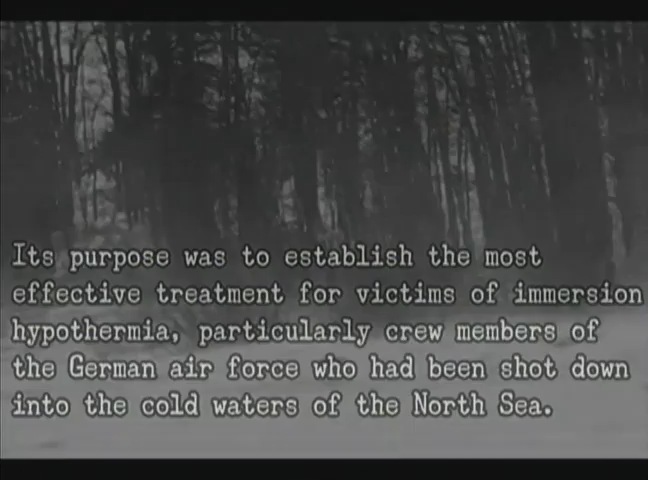 Its purpose was to establish the most
effective treatment for victims of immersion
hypothermia, particularly crew members of
the German air force who had been shot down
into the cold waters of the North Sea.